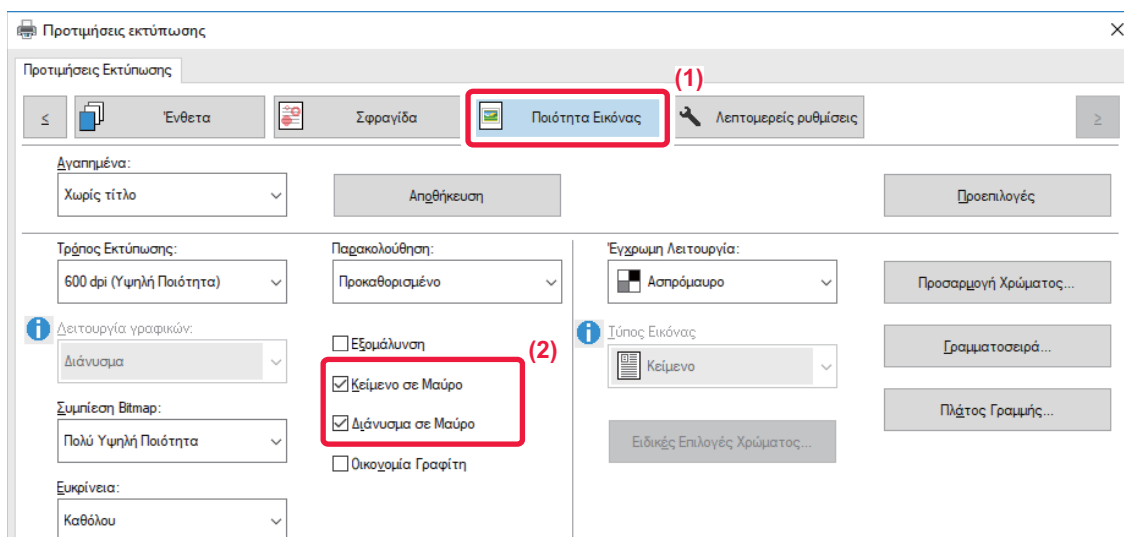 Προτιμήσεις εκτύπωσης
Προτιμήσεις Εκτύπωσης
(1)
< Ένθετα Σφραγίδα Ποιότητα Εικόνας Λεπτομερείς ρυθμίσεις >
Αγαπημένα:
Χωρίς τίτλο Αποθήκευση Προεπιλογές
Τρόπος Εκτύπωσης: Παρακολούθηση: Έγχρωμη Λειτουργία:
600 dpi (Υψηλή Ποιότητα) Προκαθορισμένο Ασπρόμαυρο Προσαρμογή Χρώματος...
Λειτουργία γραφικών: Τύπος Εικόνας
Εξομάλυνση (2) Γραμματοσειρά...
Διάνυσμα Κείμενο
Κείμενο σε Μαύρο
Συμπίεση Bitmap: Διάνυσμα σε Μαύρο Πλάτος Γραμμής...
Πολύ Υψηλή Ποιότητα Ειδικές Επιλογές Χρώματος...
Οικονομία Γραφίτη
Ευκρίνεια:
Καθόλου